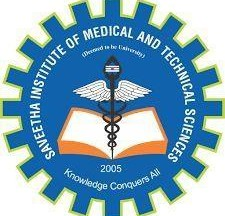 SAVEETHA INSTITUTE OF MEDICAL AND TECHNICAL SCIENCES
(Deemed to be University)
2005
Knowledge Conquers All